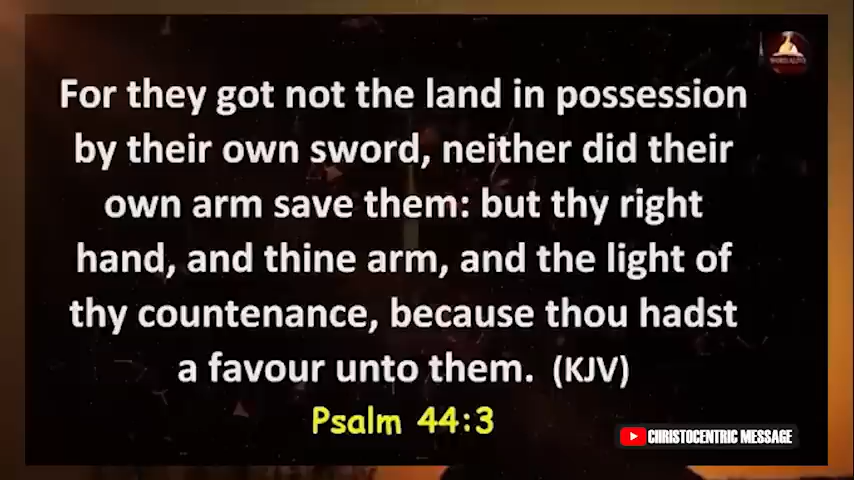 For they got not the land in possession
by their own sword, neither did their
own arm save them: but thy right
hand, and thine arm, and the light of
thy countenance, because thou hadst
a favour unto them. (KJV)
Psalm 44:3
CHRISTOCENTRIC MESSAGE